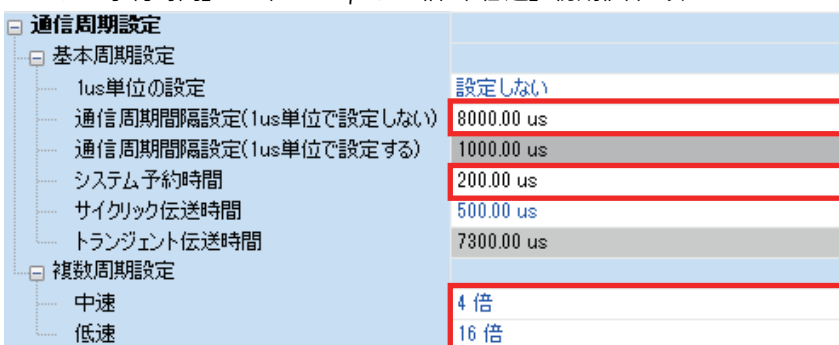 通信周期設定
基本周期設定
1us単位の設定 設定しない
通信周期間隔設定(1us単位で設定しない) 8000.00 us
通信周期間隔設定(1us単位で設定する) 1000.00 us
システム予約時間 200.00 us
サイクリック伝送時間 500.00 us
トランジェント伝送時間 7300.00 us
複数周期設定
中速 4 倍
低速 16 倍